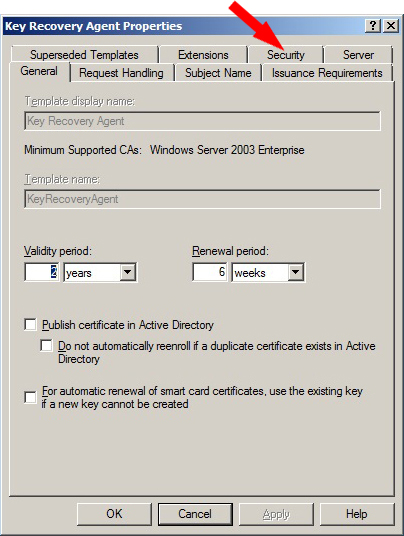 Key Recovery Agent Properties
Superseded Templates Extensions Security Server
General Request Handling Subject Name Issuance Requirements
Template display name:
Key Recovery Agent
Minimum Supported CAs: Windows Server 2003 Enterprise
Template name:
KeyRecoveryAgent
Validity period: Renewal period:
2 years 6 weeks
Publish certificate in Active Directory
Do not automatically reenroll if a duplicate certificate exists in Active
Directory
For automatic renewal of smart card certificates, use the existing key
if a new key cannot be created
OK Cancel Apply Help